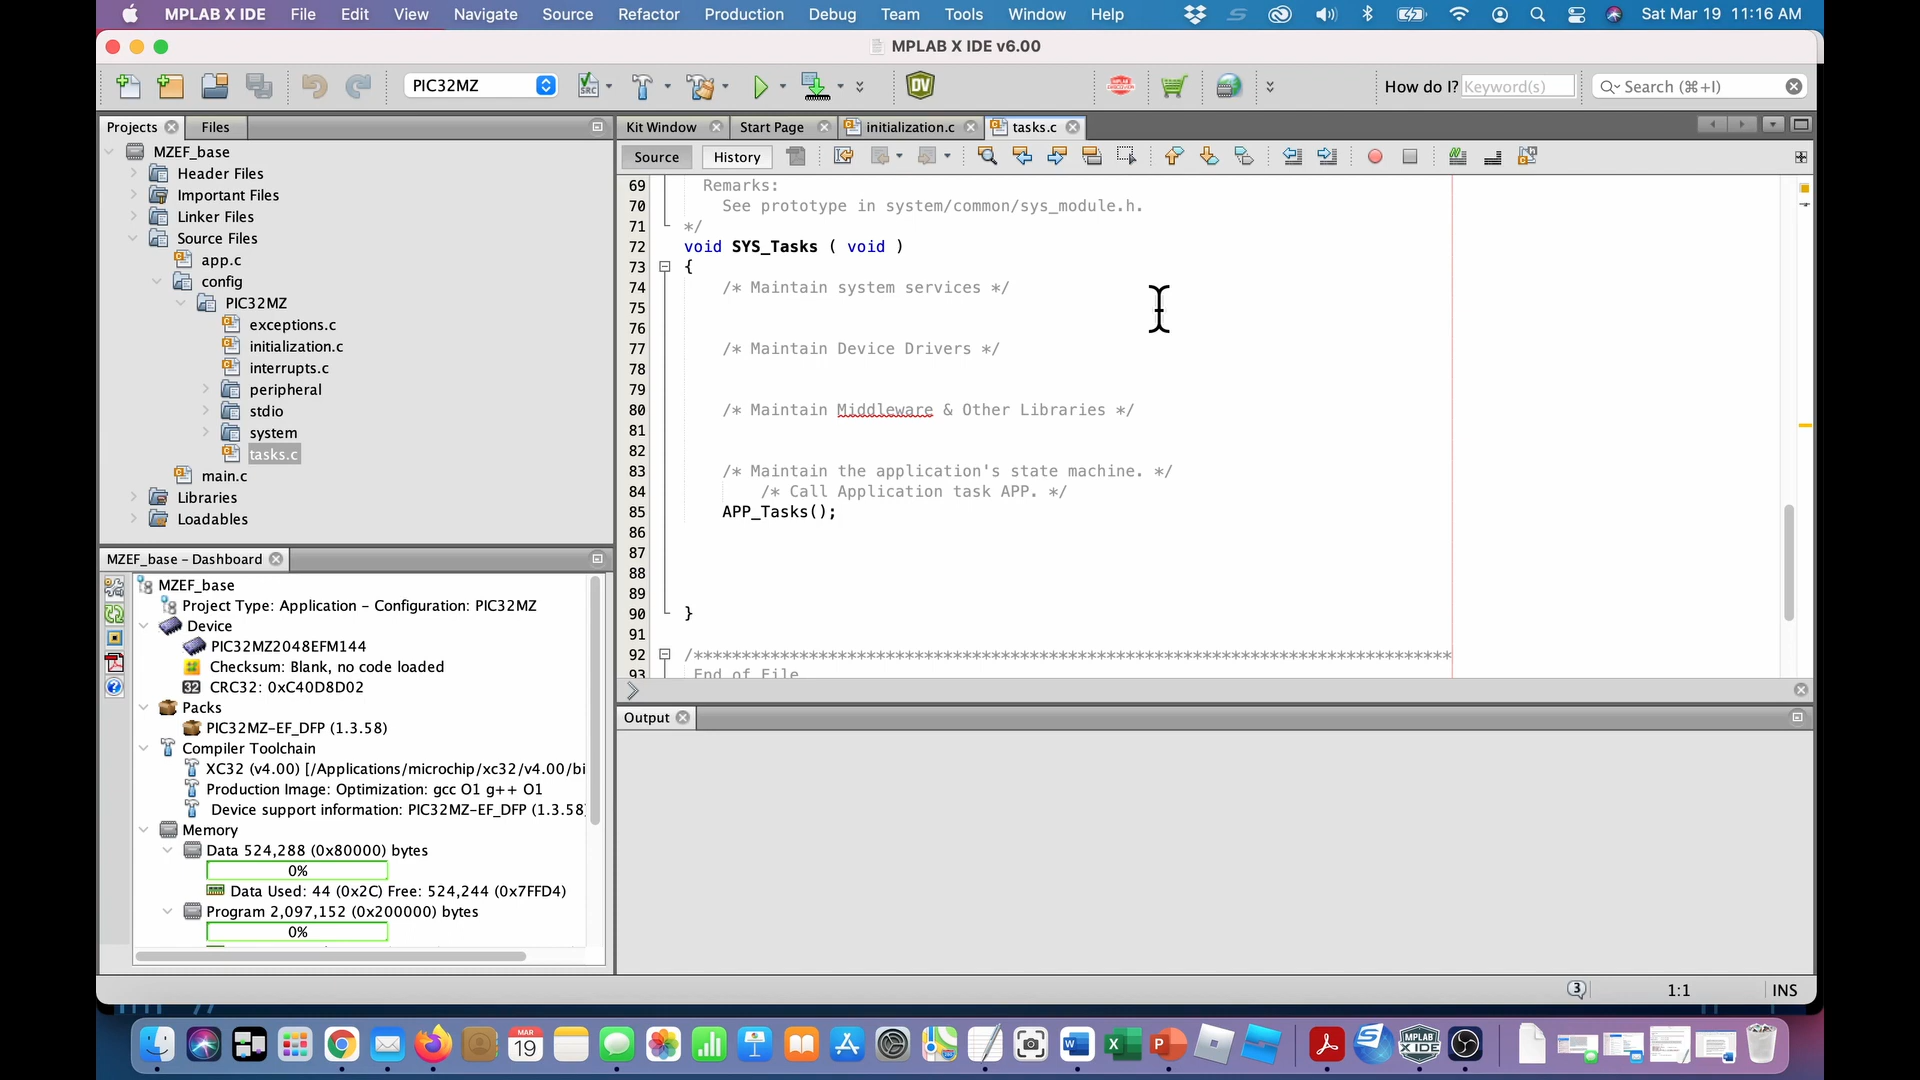 MPLAB X IDE File Edit View Navigate Source Refactor Production Debug Team Tools Window Help Sat Mar 19 11:16 AM
MPLAB X IDE v6.00
PIC32MZ
SRC
DV
How do I? Keyword(s)
Search (⌘+I)
Projects Files
MZEF_base
Header Files
Important Files
Linker Files
Source Files
app.c
config
PIC32MZ
exceptions.c
initialization.c
interrupts.c
peripheral
stdio
system
tasks.c
main.c
Libraries
Loadables
MZEF_base - Dashboard
MZEF_base
Project Type: Application - Configuration: PIC32MZ
Device
PIC32MZ2048EFM144
Checksum: Blank, no code loaded
32 CRC32: 0xC40D8D02
Packs
PIC32MZ-EF_DFP (1.3.58)
Compiler Toolchain
XC32 (v4.00) [/Applications/microchip/xc32/v4.00/bi
Production Image: Optimization: gcc O1 g++ O1
Device support information: PIC32MZ-EF_DFP (1.3.58)
Memory
Data 524,288 (0x80000) bytes
0%
Data Used: 44 (0x2C) Free: 524,244 (0x7FFD4)
Program 2,097,152 (0x200000) bytes
0%
Kit Window Start Page initialization.c tasks.c
Source History
69 Remarks:
70 See prototype in system/common/sys_module.h.
71 */
72 void SYS_Tasks ( void )
73 {
74 /* Maintain system services */
75
76
77 /* Maintain Device Drivers */
78
79
80 /* Maintain Middleware & Other Libraries */
81
82
83 /* Maintain the application's state machine. */
84 /* Call Application task APP. */
85 APP_Tasks();
86
87
88
89
90 }
91
92 /*******************************************************************************
93 End of File
Output
3 1:1 INS
MAR
19
MPLAB
X IDE